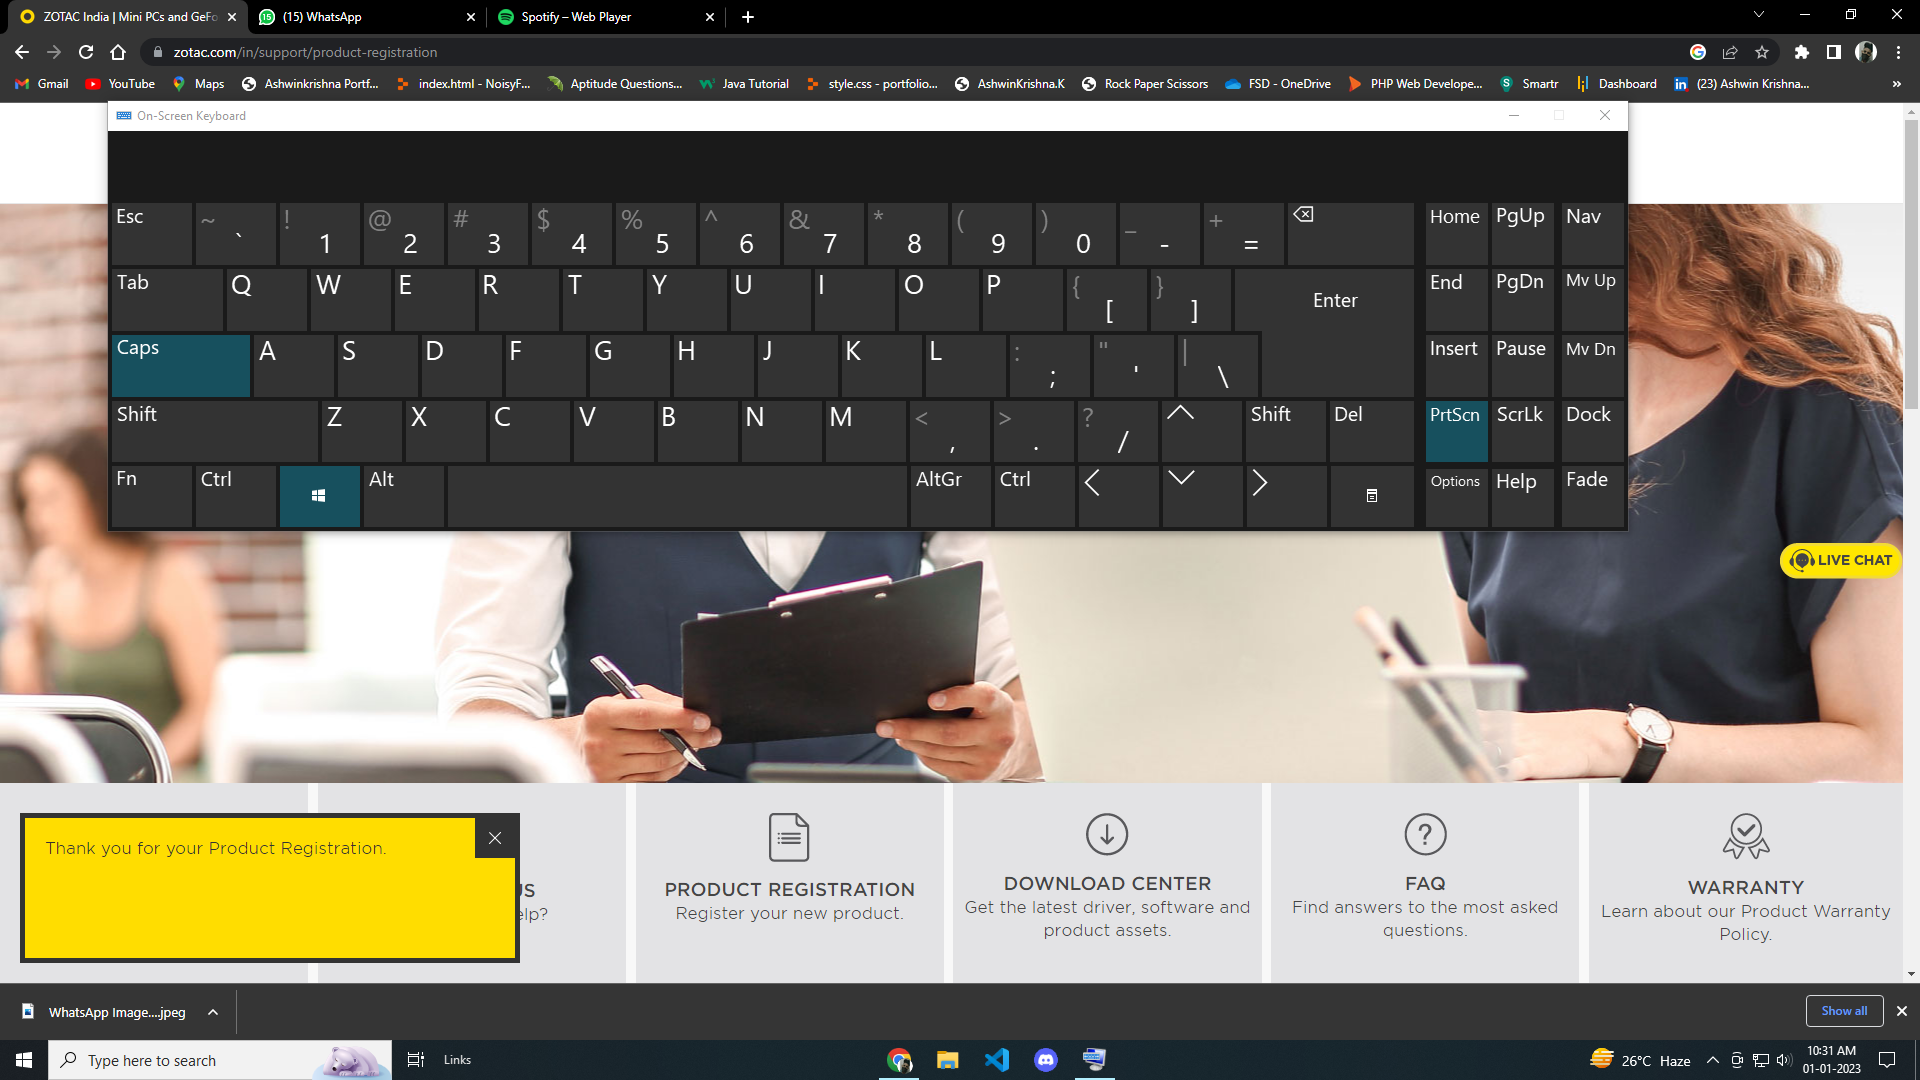 ZOTAC India | Mini PCs and GeFo
(15) WhatsApp
Spotify – Web Player
zotac.com/in/support/product-registration
Gmail
YouTube
Maps
Ashwinkrishna Portf...
index.html - NoisyF...
Aptitude Questions...
Java Tutorial
style.css - portfolio...
AshwinKrishna.K
Rock Paper Scissors
FSD - OneDrive
PHP Web Develope...
Smartr
Dashboard
(23) Ashwin Krishna...
»
On-Screen Keyboard
Esc ~ ` ! 1 @ 2 # 3 $ 4 % 5 ^ 6 & 7 * 8 ( 9 ) 0 _ - + = Home PgUp Nav
Tab Q W E R T Y U I O P { [ } ] Enter End PgDn Mv Up
Caps A S D F G H J K L : ; " ' | \ Insert Pause Mv Dn
Shift Z X C V B N M < , > . ? / Shift Del PrtScn ScrLk Dock
Fn Ctrl Alt AltGr Ctrl Options Help Fade
LIVE CHAT
Thank you for your Product Registration.
US
elp?
PRODUCT REGISTRATION
Register your new product.
DOWNLOAD CENTER
Get the latest driver, software and
product assets.
FAQ
Find answers to the most asked
questions.
WARRANTY
Learn about our Product Warranty
Policy.
WhatsApp Image....jpeg
Show all
Type here to search
Links
26°C Haze
10:31 AM
01-01-2023